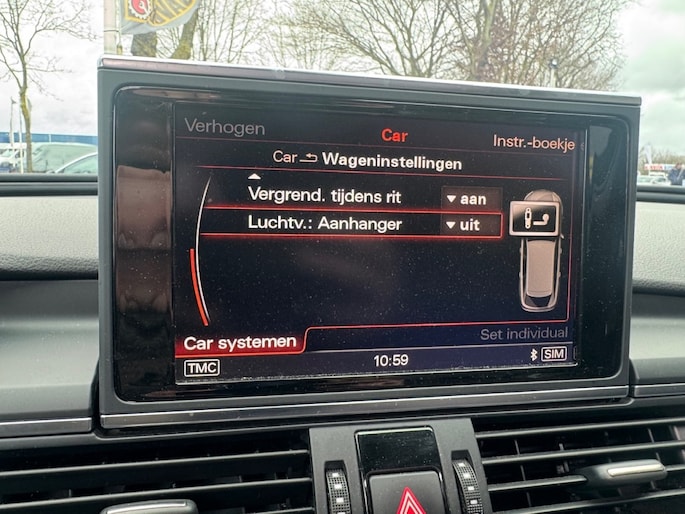 Verhogen
Car
Instr.-boekje
Car Wageninstellingen
Vergrend. tijdens rit aan
Luchtv.: Aanhanger uit
Car systemen
Set individual
TMC
10:59
SIM